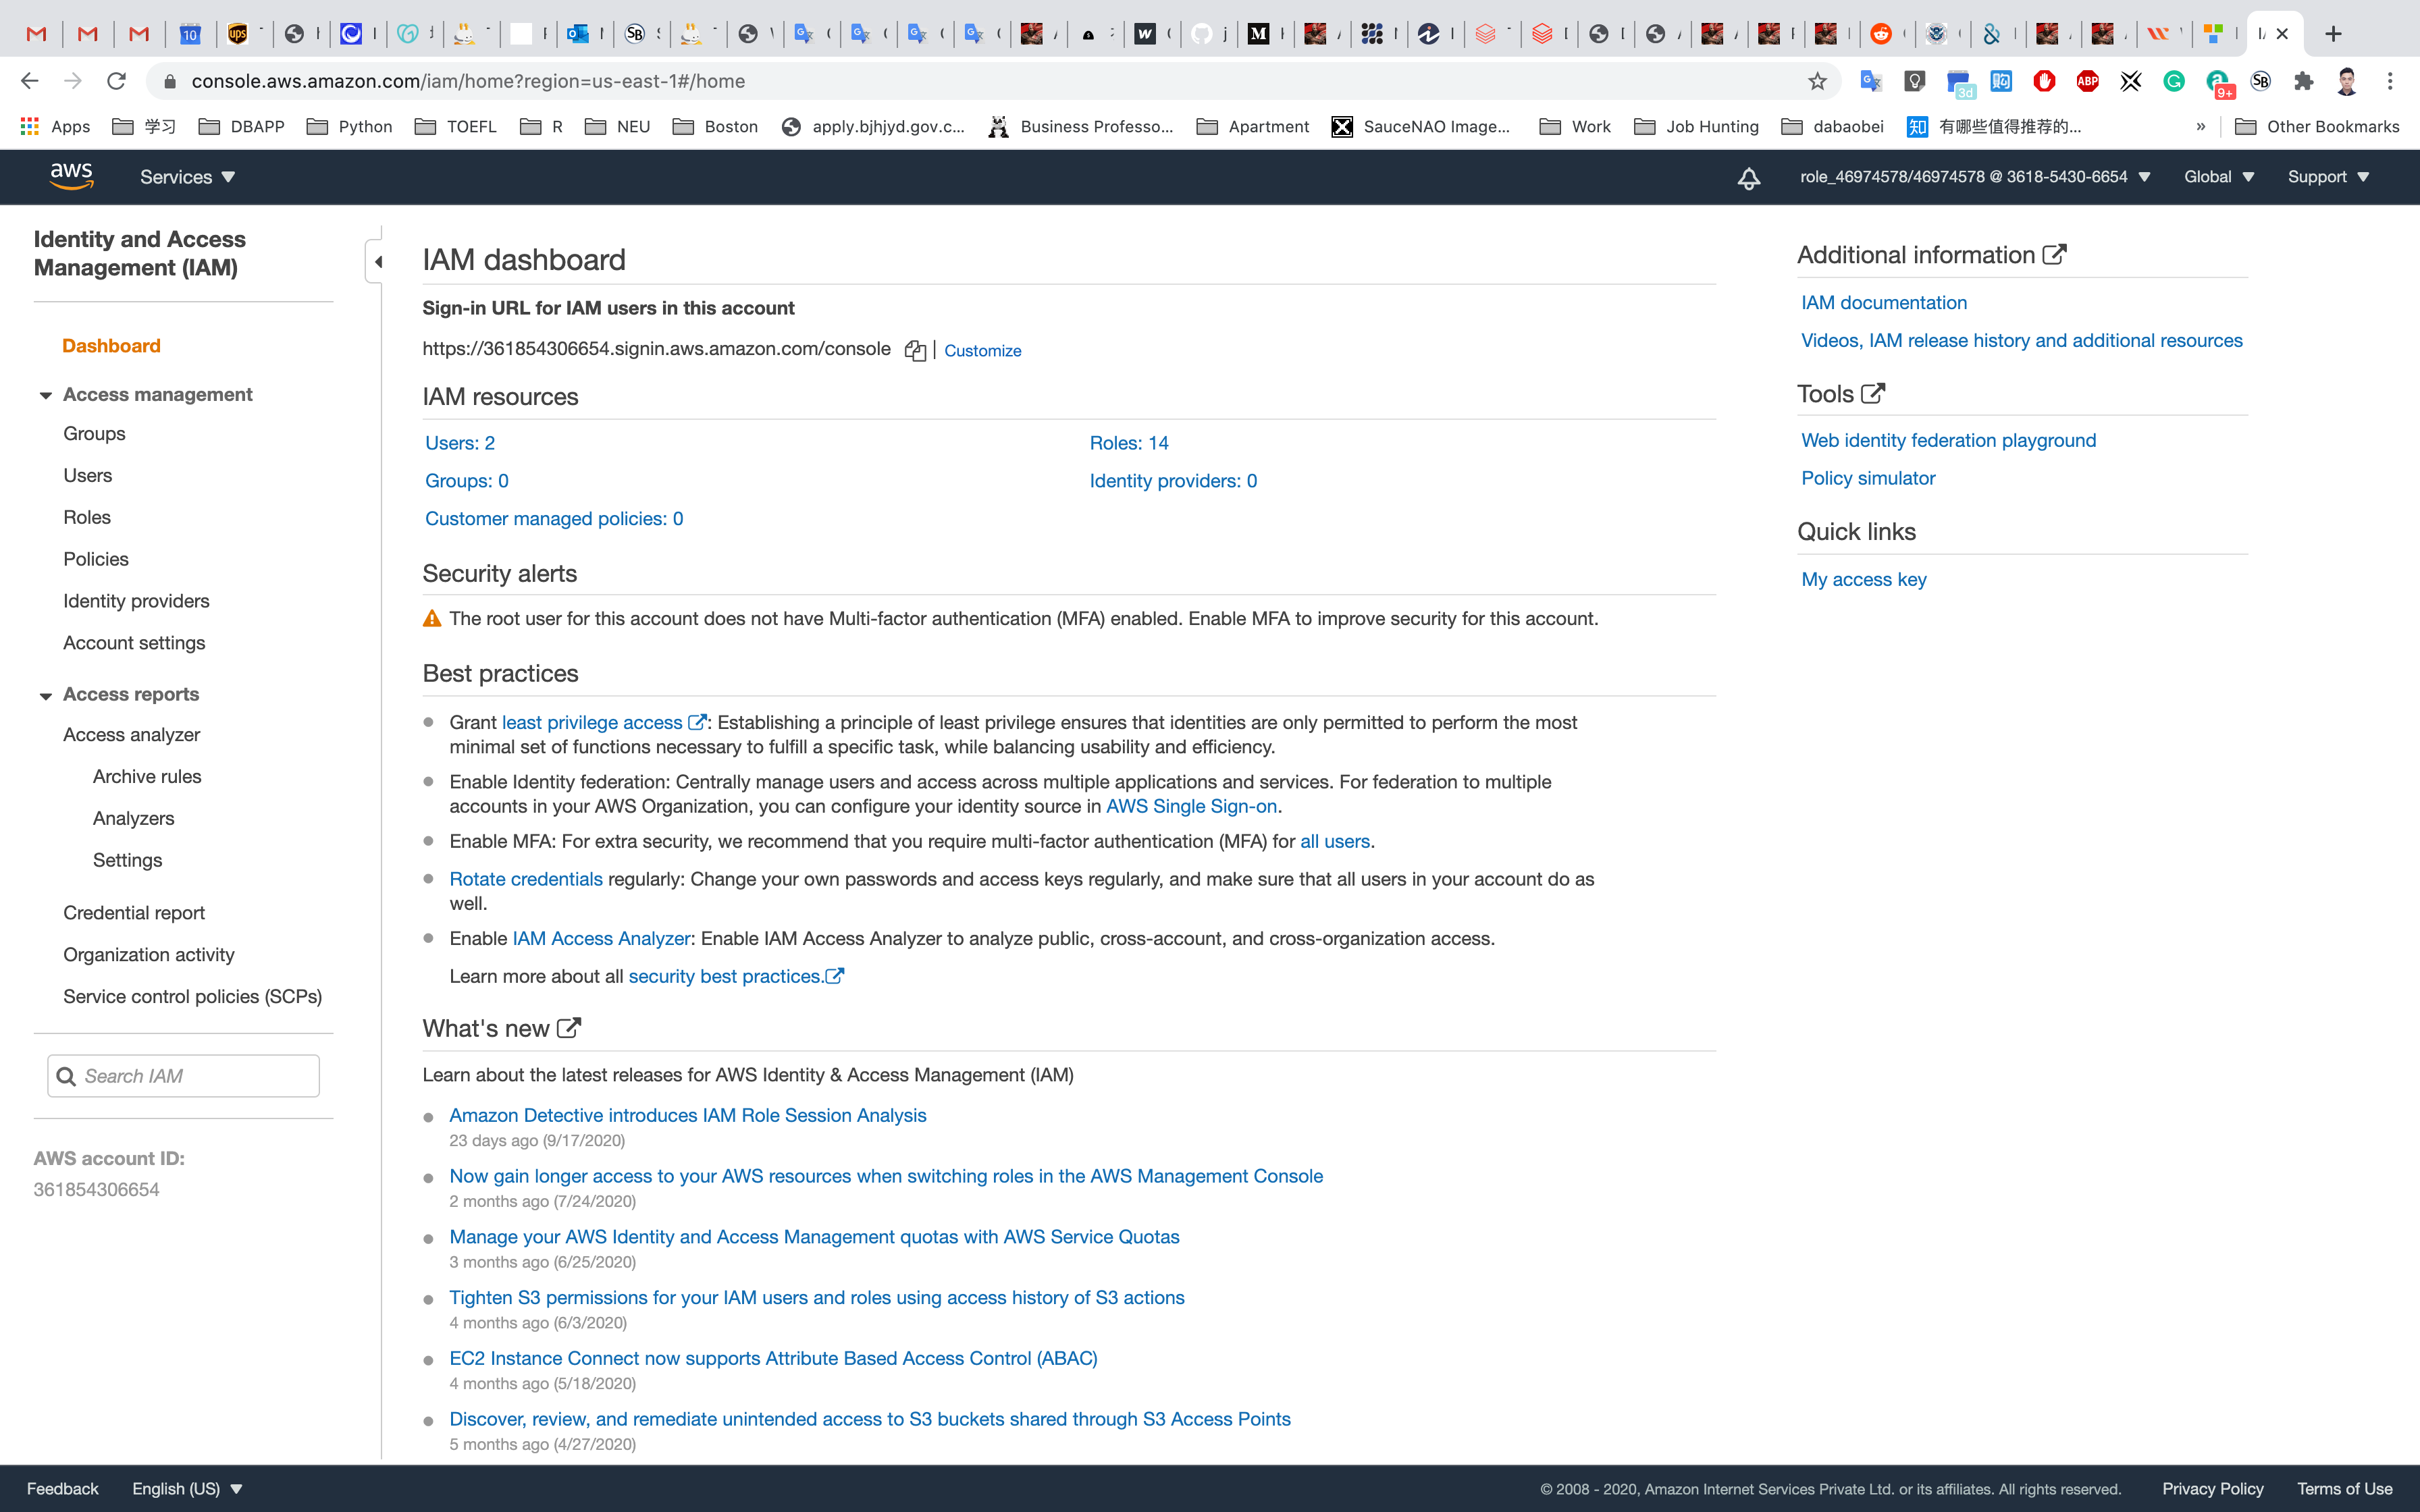 10
ups
SB
W
M
console.aws.amazon.com/iam/home?region=us-east-1#/home
3d
ABP
9+
SB
Apps
学习
DBAPP
Python
TOEFL
R
NEU
Boston
apply.bjhjyd.gov.c...
Business Professo...
Apartment
SauceNAO Image...
Work
Job Hunting
dabaobei
知 有哪些值得推荐的...
»
Other Bookmarks
aws
Services
role_46974578/46974578 @ 3618-5430-6654
Global
Support
Identity and Access
Management (IAM)
Dashboard
Access management
Groups
Users
Roles
Policies
Identity providers
Account settings
Access reports
Access analyzer
Archive rules
Analyzers
Settings
Credential report
Organization activity
Service control policies (SCPs)
Search IAM
AWS account ID:
361854306654
IAM dashboard
Sign-in URL for IAM users in this account
https://361854306654.signin.aws.amazon.com/console | Customize
IAM resources
Users: 2
Roles: 14
Groups: 0
Identity providers: 0
Customer managed policies: 0
Security alerts
The root user for this account does not have Multi-factor authentication (MFA) enabled. Enable MFA to improve security for this account.
Best practices
Grant least privilege access : Establishing a principle of least privilege ensures that identities are only permitted to perform the most
minimal set of functions necessary to fulfill a specific task, while balancing usability and efficiency.
Enable Identity federation: Centrally manage users and access across multiple applications and services. For federation to multiple
accounts in your AWS Organization, you can configure your identity source in AWS Single Sign-on.
Enable MFA: For extra security, we recommend that you require multi-factor authentication (MFA) for all users.
Rotate credentials regularly: Change your own passwords and access keys regularly, and make sure that all users in your account do as
well.
Enable IAM Access Analyzer: Enable IAM Access Analyzer to analyze public, cross-account, and cross-organization access.
Learn more about all security best practices.
What's new
Learn about the latest releases for AWS Identity & Access Management (IAM)
Amazon Detective introduces IAM Role Session Analysis
23 days ago (9/17/2020)
Now gain longer access to your AWS resources when switching roles in the AWS Management Console
2 months ago (7/24/2020)
Manage your AWS Identity and Access Management quotas with AWS Service Quotas
3 months ago (6/25/2020)
Tighten S3 permissions for your IAM users and roles using access history of S3 actions
4 months ago (6/3/2020)
EC2 Instance Connect now supports Attribute Based Access Control (ABAC)
4 months ago (5/18/2020)
Discover, review, and remediate unintended access to S3 buckets shared through S3 Access Points
5 months ago (4/27/2020)
Additional information
IAM documentation
Videos, IAM release history and additional resources
Tools
Web identity federation playground
Policy simulator
Quick links
My access key
Feedback
English (US)
© 2008 - 2020, Amazon Internet Services Private Ltd. or its affiliates. All rights reserved.
Privacy Policy
Terms of Use